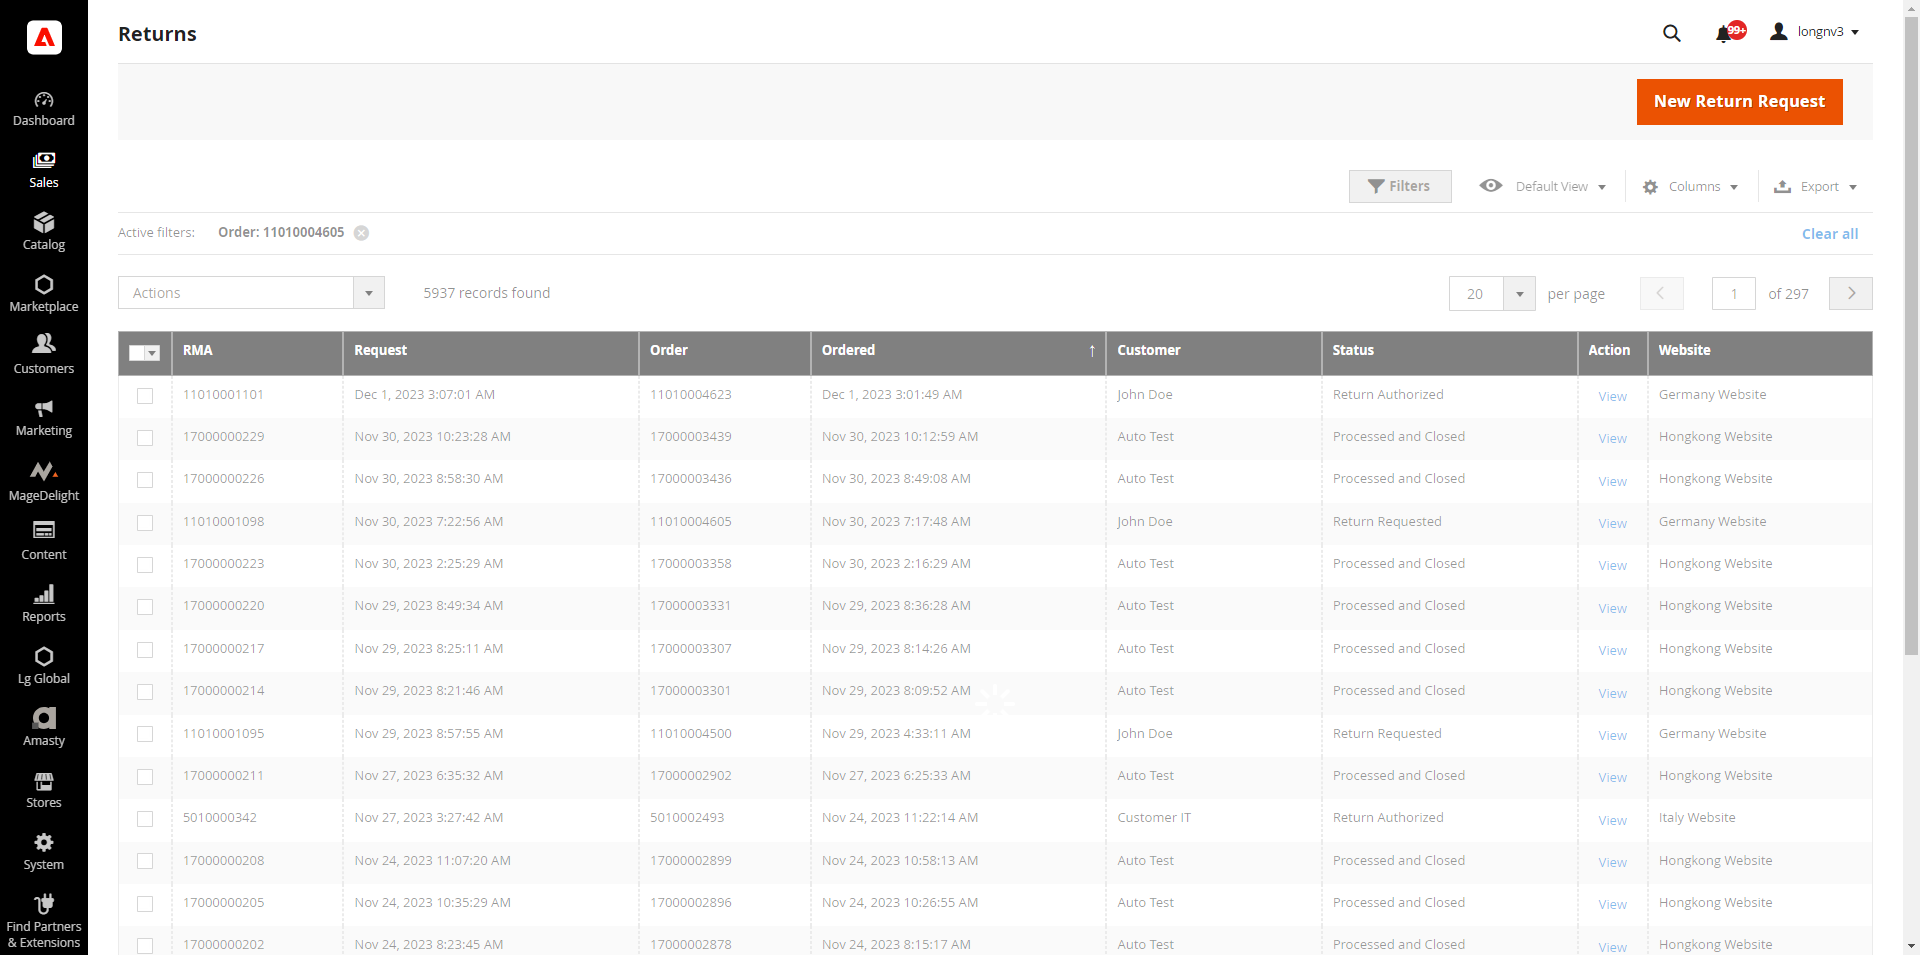 Returns
99+
longnv3
New Return Request
Dashboard
Sales
Catalog
Marketplace
Customers
Marketing
MageDelight
Content
Reports
Lg Global
Amasty
Stores
System
Find Partners
& Extensions
Filters
Default View
Columns
Export
Active filters: Order: 11010004605
Clear all
Actions
5937 records found
20 per page
1 of 297
RMA Request Order Ordered ↑ Customer Status Action Website
11010001101 Dec 1, 2023 3:07:01 AM 11010004623 Dec 1, 2023 3:01:49 AM John Doe Return Authorized View Germany Website
17000000229 Nov 30, 2023 10:23:28 AM 17000003439 Nov 30, 2023 10:12:59 AM Auto Test Processed and Closed View Hongkong Website
17000000226 Nov 30, 2023 8:58:30 AM 17000003436 Nov 30, 2023 8:49:08 AM Auto Test Processed and Closed View Hongkong Website
11010001098 Nov 30, 2023 7:22:56 AM 11010004605 Nov 30, 2023 7:17:48 AM John Doe Return Requested View Germany Website
17000000223 Nov 30, 2023 2:25:29 AM 17000003358 Nov 30, 2023 2:16:29 AM Auto Test Processed and Closed View Hongkong Website
17000000220 Nov 29, 2023 8:49:34 AM 17000003331 Nov 29, 2023 8:36:28 AM Auto Test Processed and Closed View Hongkong Website
17000000217 Nov 29, 2023 8:25:11 AM 17000003307 Nov 29, 2023 8:14:26 AM Auto Test Processed and Closed View Hongkong Website
17000000214 Nov 29, 2023 8:21:46 AM 17000003301 Nov 29, 2023 8:09:52 AM Auto Test Processed and Closed View Hongkong Website
11010001095 Nov 29, 2023 8:57:55 AM 11010004500 Nov 29, 2023 4:33:11 AM John Doe Return Requested View Germany Website
17000000211 Nov 27, 2023 6:35:32 AM 17000002902 Nov 27, 2023 6:25:33 AM Auto Test Processed and Closed View Hongkong Website
5010000342 Nov 27, 2023 3:27:42 AM 5010002493 Nov 24, 2023 11:22:14 AM Customer IT Return Authorized View Italy Website
17000000208 Nov 24, 2023 11:07:20 AM 17000002899 Nov 24, 2023 10:58:13 AM Auto Test Processed and Closed View Hongkong Website
17000000205 Nov 24, 2023 10:35:29 AM 17000002896 Nov 24, 2023 10:26:55 AM Auto Test Processed and Closed View Hongkong Website
17000000202 Nov 24, 2023 8:23:45 AM 17000002878 Nov 24, 2023 8:15:17 AM Auto Test Processed and Closed View Hongkong Website